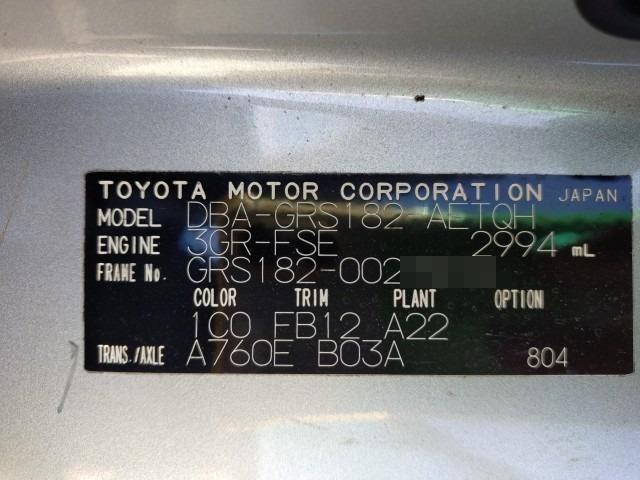 TOYOTA MOTOR CORPORATION JAPAN
MODEL DBA-GRS182-AETQH
ENGINE 3GR-FSE 2994 mL
FRAME No. GRS182-002
COLOR TRIM PLANT OPTION
1C0 FB12 A22
TRANS./AXLE A760E B03A 804